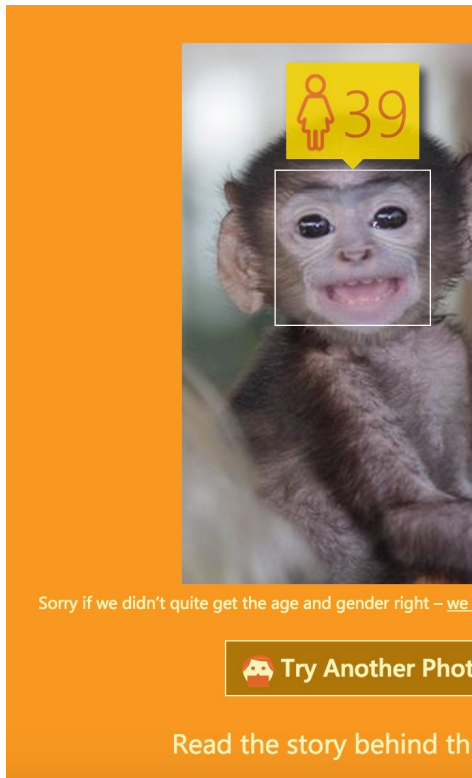 39
Sorry if we didn't quite get the age and gender right – we
Try Another Phot
Read the story behind th